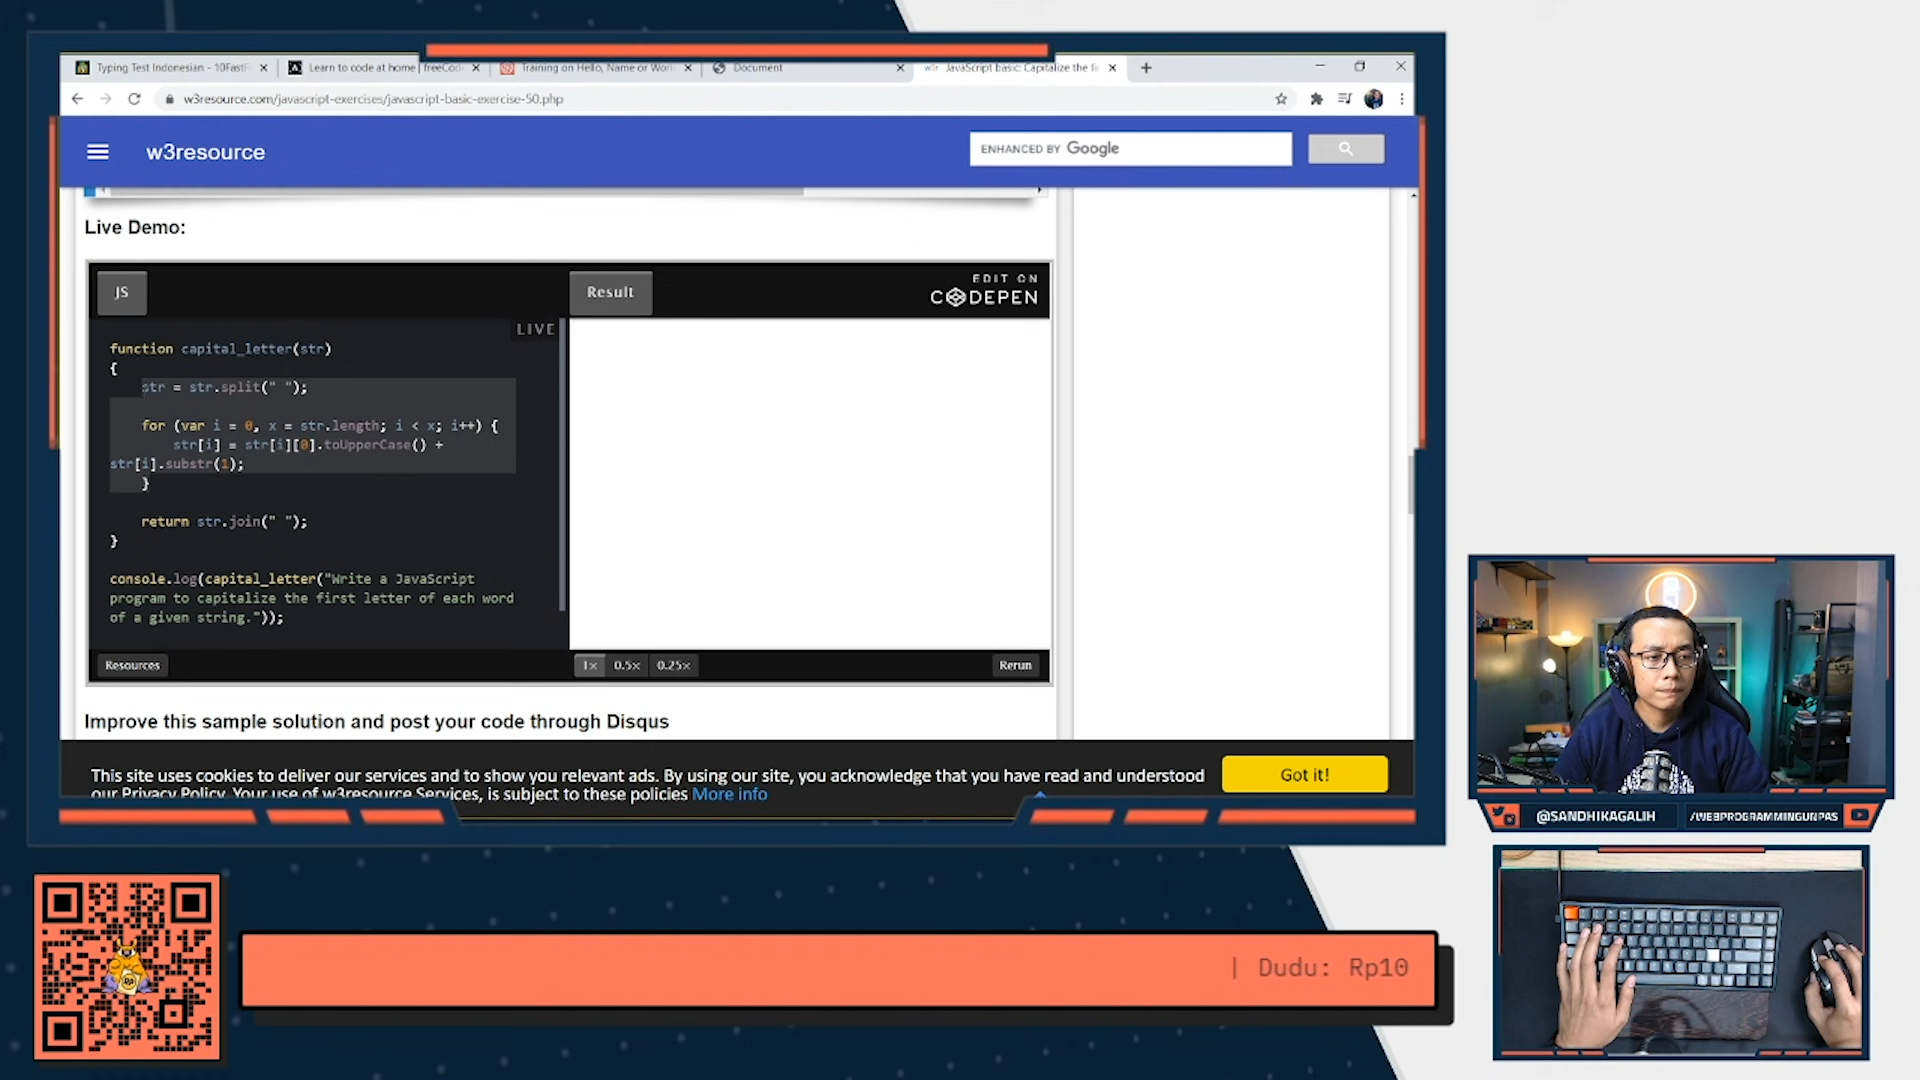 Typing Test Indonesian - 10FastF
Learn to code at home | freeCod
Training on Hello, Name or Worl
Document
JavaScript basic: Capitalize the fi
w3resource.com/javascript-exercises/javascript-basic-exercise-50.php
w3resource
ENHANCED BY Google
Live Demo:
JS
Result
EDIT ON
CODEPEN
LIVE
function capital_letter(str)
{
str = str.split(" ");
for (var i = 0, x = str.length; i < x; i++) {
str[i] = str[i][0].toUpperCase() +
str[i].substr(1);
}
return str.join(" ");
}
console.log(capital_letter("Write a JavaScript
program to capitalize the first letter of each word
of a given string."));
Resources
1x
0.5x
0.25x
Rerun
Improve this sample solution and post your code through Disqus
This site uses cookies to deliver our services and to show you relevant ads. By using our site, you acknowledge that you have read and understood
our Privacy Policy. Your use of w3resource Services, is subject to these policies More info
Got it!
@SANDHIKAGALIH
/WEBPROGRAMMINGUNPAS
| Dudu: Rp10